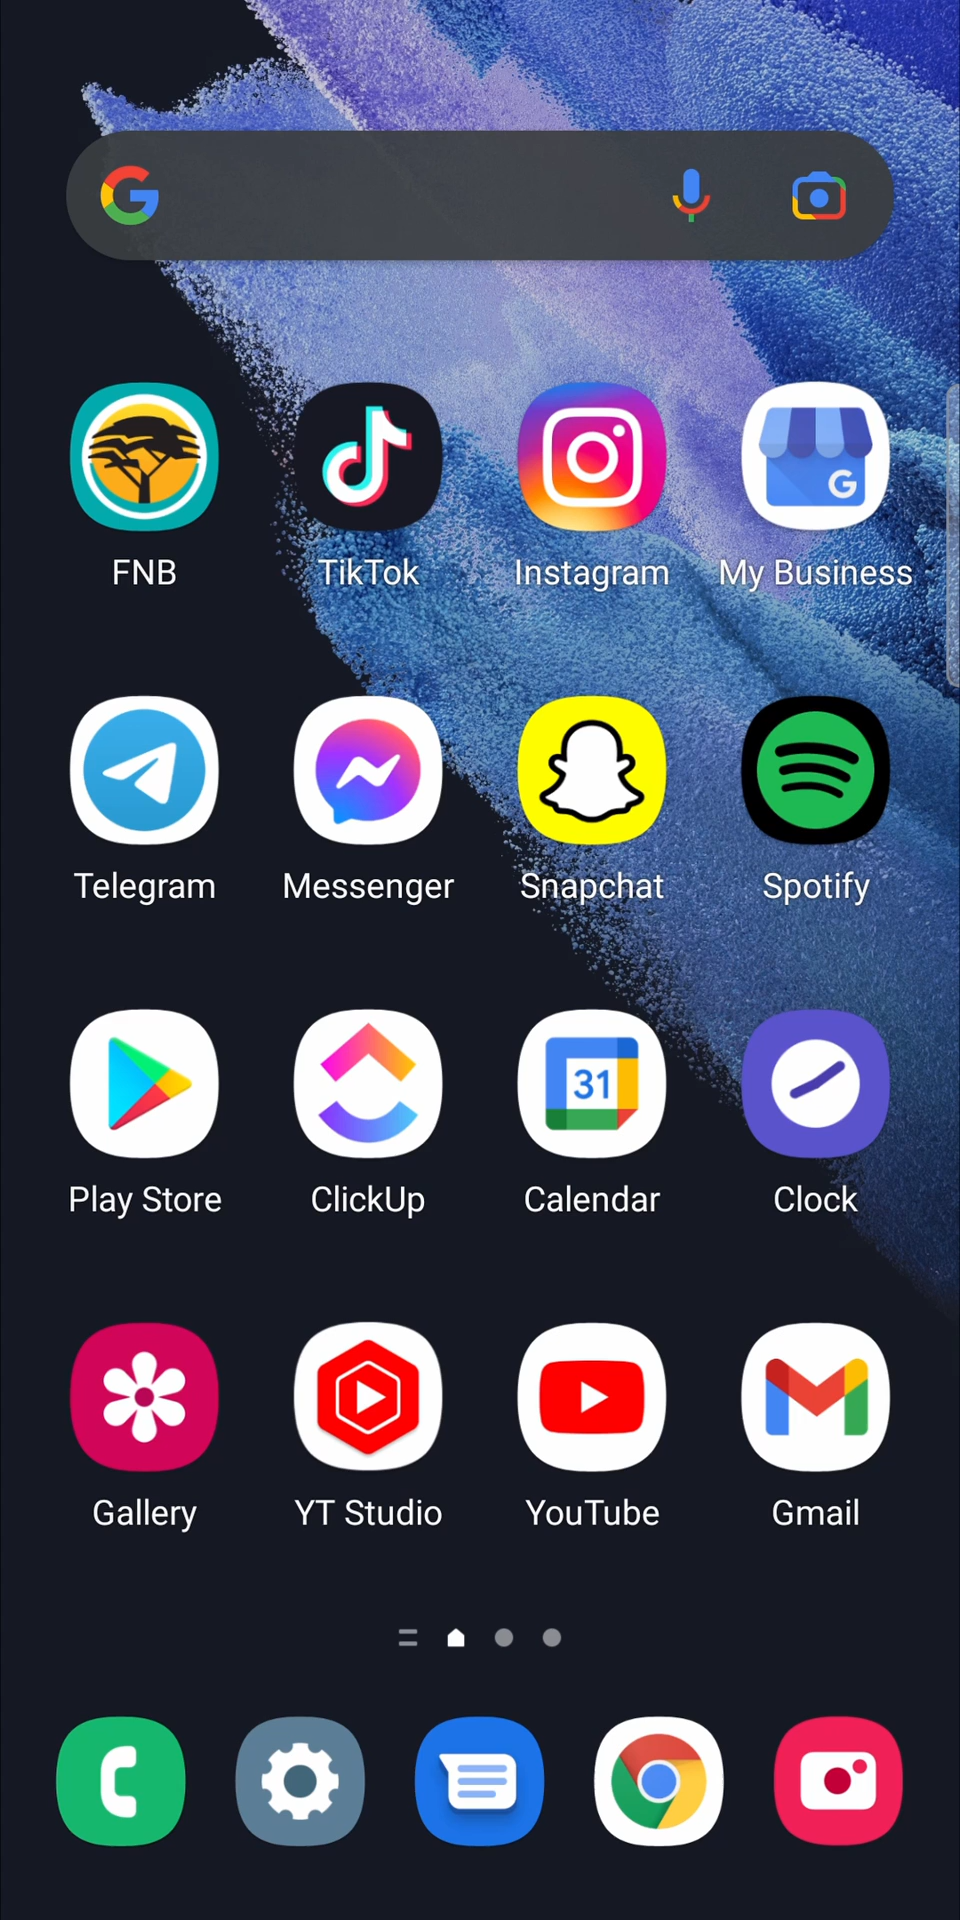 FNB TikTok Instagram My Business
Telegram Messenger Snapchat Spotify
31
Play Store ClickUp Calendar Clock
Gallery YT Studio YouTube Gmail